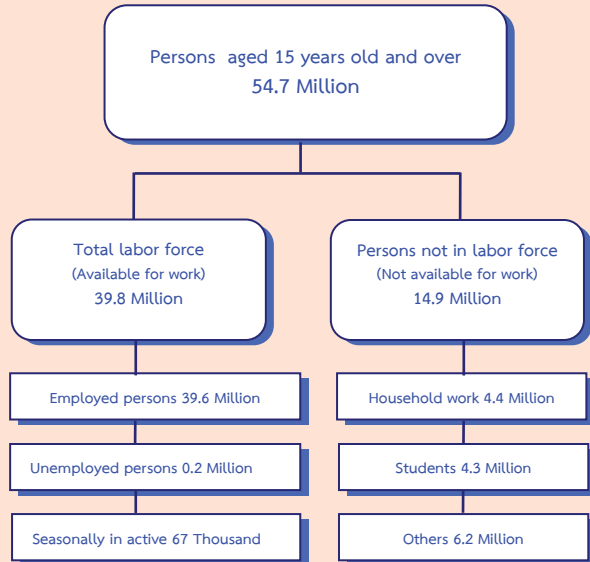 Persons aged 15 years old and over
54.7 Million
Total labor force
(Available for work)
39.8 Million
Persons not in labor force
(Not available for work)
14.9 Million
Employed persons 39.6 Million
Unemployed persons 0.2 Million
Seasonally in active 67 Thousand
Household work 4.4 Million
Students 4.3 Million
Others 6.2 Million